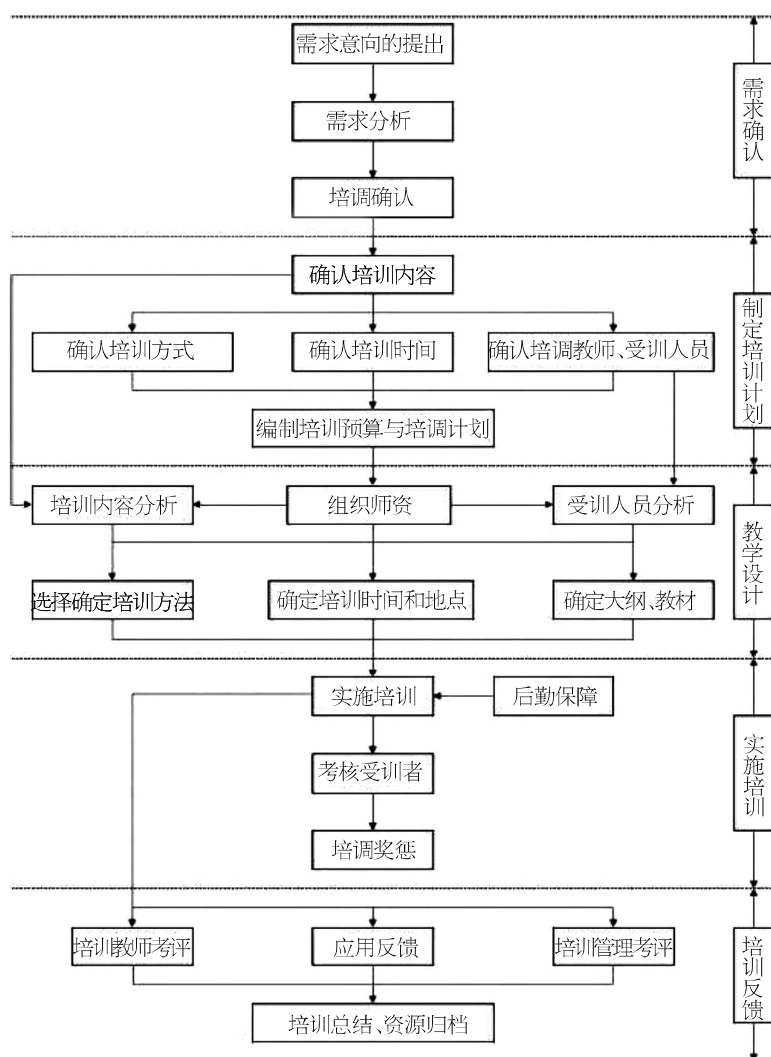 需求意向的提出
需求分析
培调确认
需求确认
确认培训内容
确认培训方式
确认培训时间
确认培调教师、受训人员
编制培训预算与培调计划
制定培训计划
培训内容分析
组织师资
受训人员分析
选择确定培训方法
确定培训时间和地点
确定大纲、教材
教学设计
实施培训
后勤保障
考核受训者
培调奖惩
实施培训
培训教师考评
应用反馈
培训管理考评
培训总结、资源归档
培训反馈